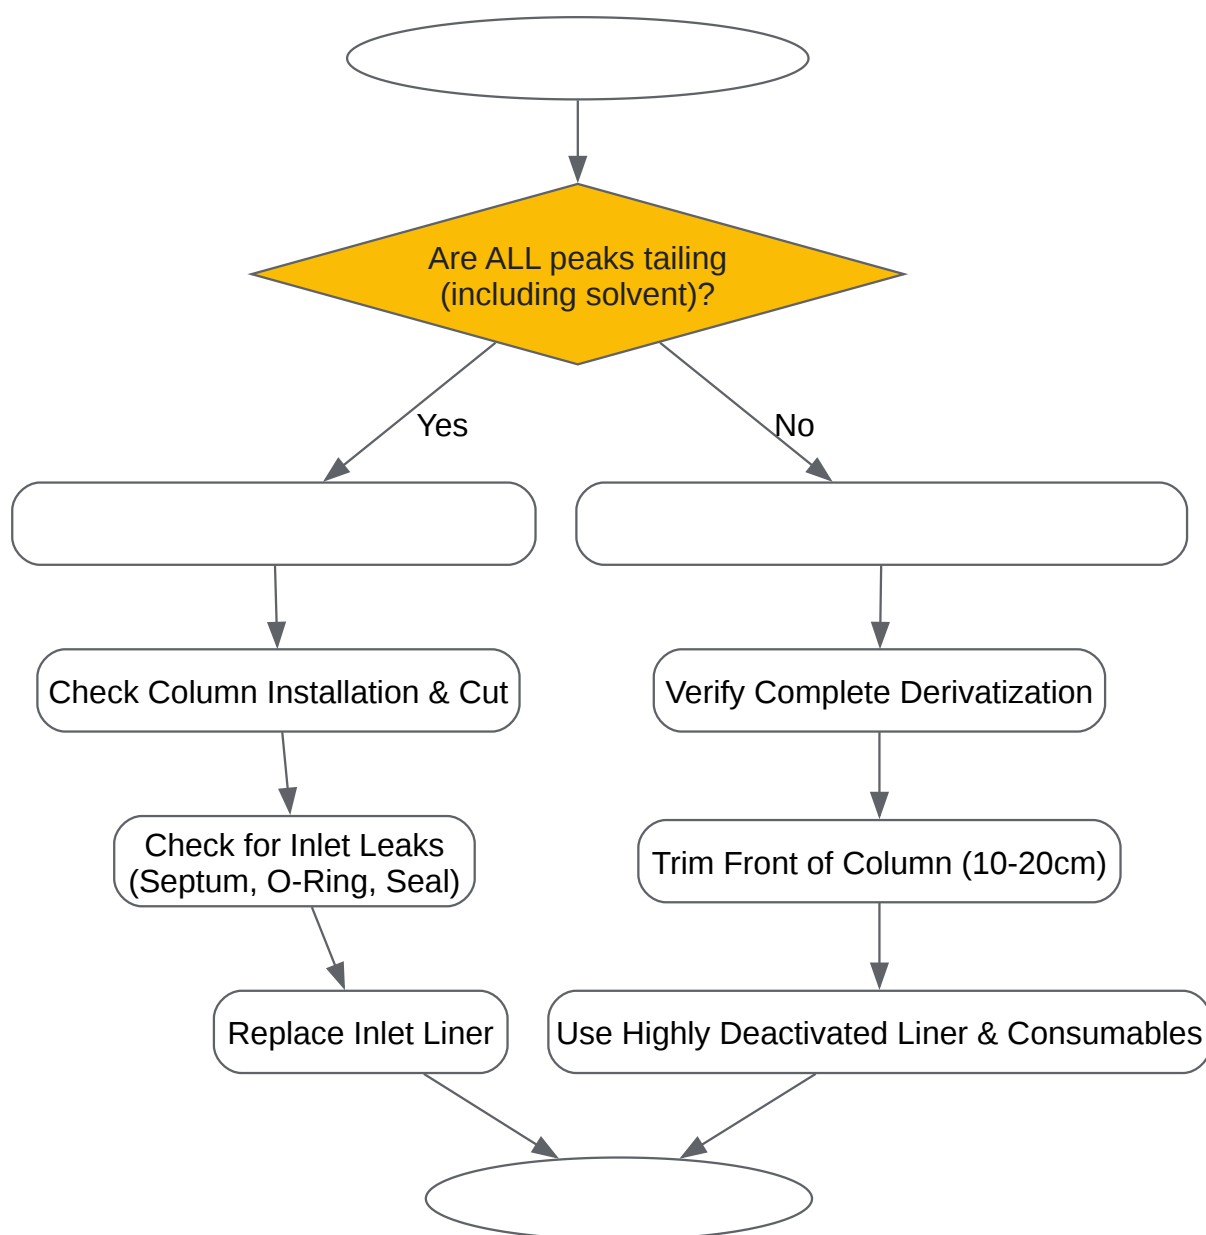 Are ALL peaks tailing
(including solvent)?
Yes
No
Check Column Installation & Cut
Verify Complete Derivatization
Check for Inlet Leaks
(Septum, O-Ring, Seal)
Trim Front of Column (10-20cm)
Replace Inlet Liner
Use Highly Deactivated Liner & Consumables